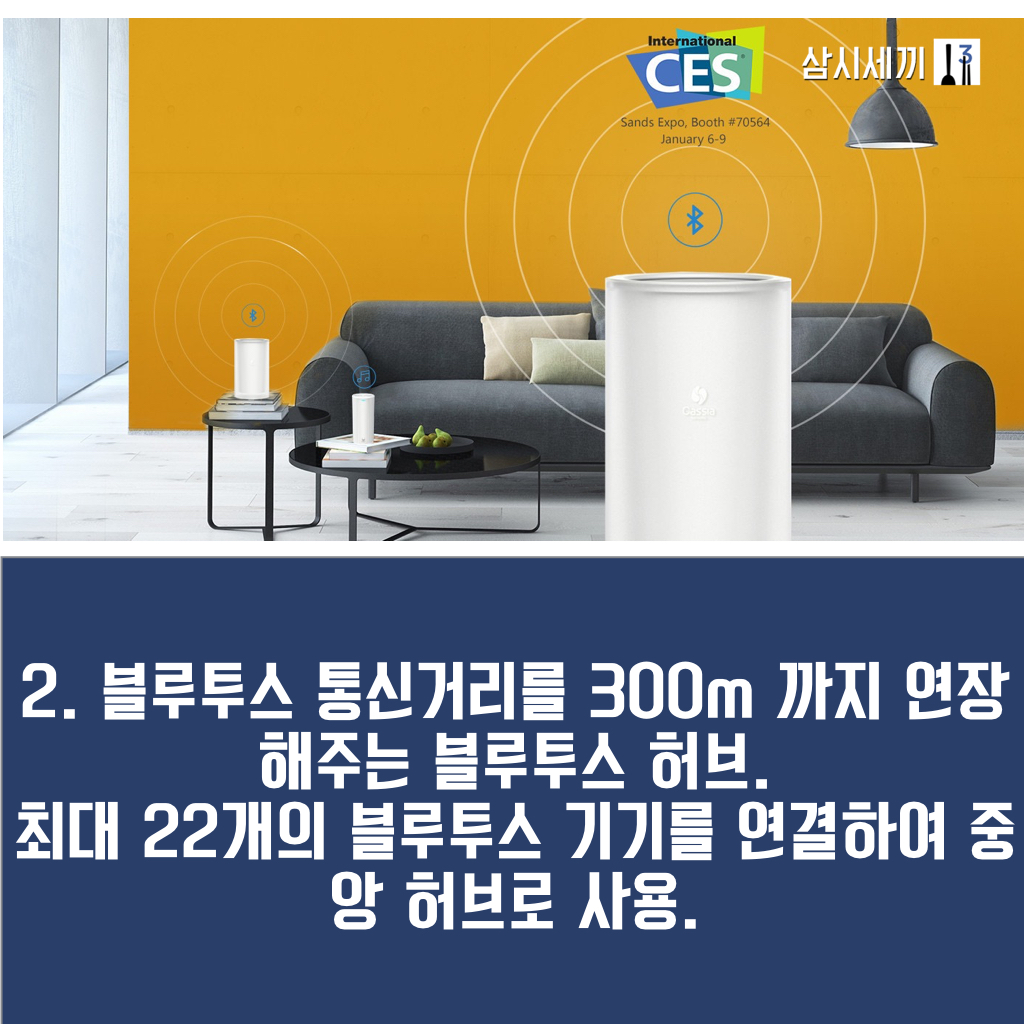 International
CES
Sands Expo, Booth #70564
January 6-9
삼시세끼
3
Cassia
2. 블루투스 통신거리를 300m 까지 연장
해주는 블루투스 허브.
최대 22개의 블루투스 기기를 연결하여 중
앙 허브로 사용.